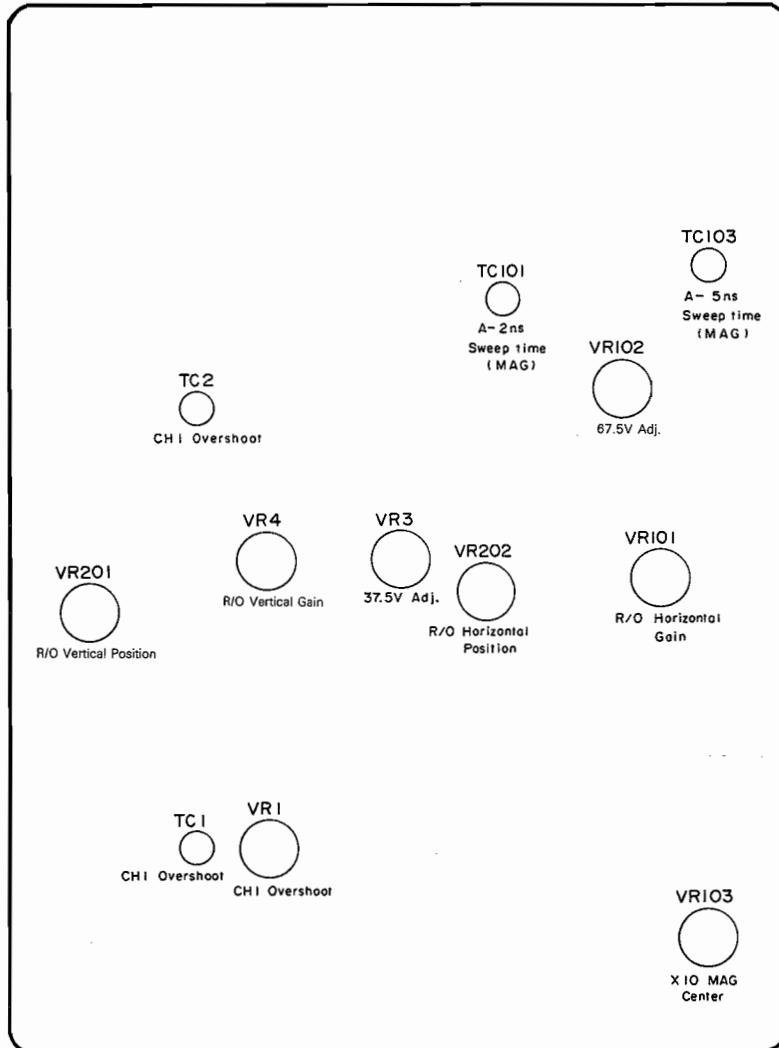 TC103
A- 5ns
Sweep time
(MAG)
TC101
A-2ns
Sweep time
(MAG)
VR102
67.5V Adj.
TC2
CH1 Overshoot
VR4
R/O Vertical Gain
VR3
37.5V Adj.
VR202
R/O Horizontal
Position
VR101
R/O Horizontal
Gain
VR201
R/O Vertical Position
TC1
CH1 Overshoot
VR1
CH1 Overshoot
VR103
X10 MAG
Center